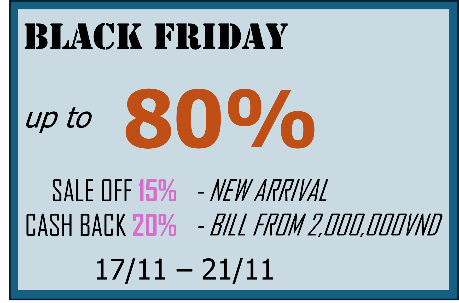 BLACK FRIDAY
up to 80%
SALE OFF 15% - NEW ARRIVAL
CASH BACK 20% - BILL FROM 2,000,000VND
17/11 – 21/11